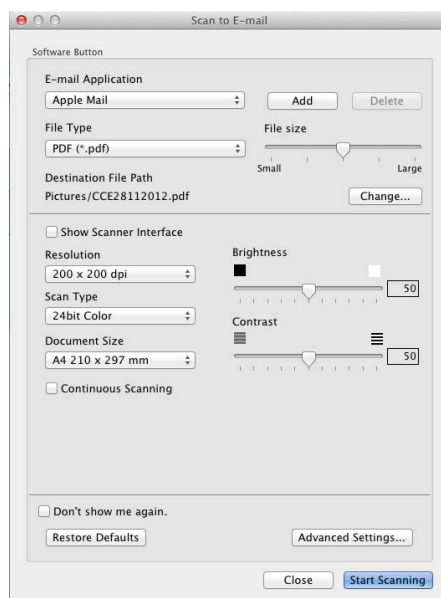 Scan to E-mail
Software Button
E-mail Application
Apple Mail
Add
Delete
File Type
File size
PDF (*.pdf)
Small
Large
Destination File Path
Pictures/CCE28112012.pdf
Change...
Show Scanner Interface
Resolution
Brightness
200 x 200 dpi
50
Scan Type
24bit Color
Contrast
Document Size
A4 210 x 297 mm
50
Continuous Scanning
Don't show me again.
Restore Defaults
Advanced Settings...
Close
Start Scanning